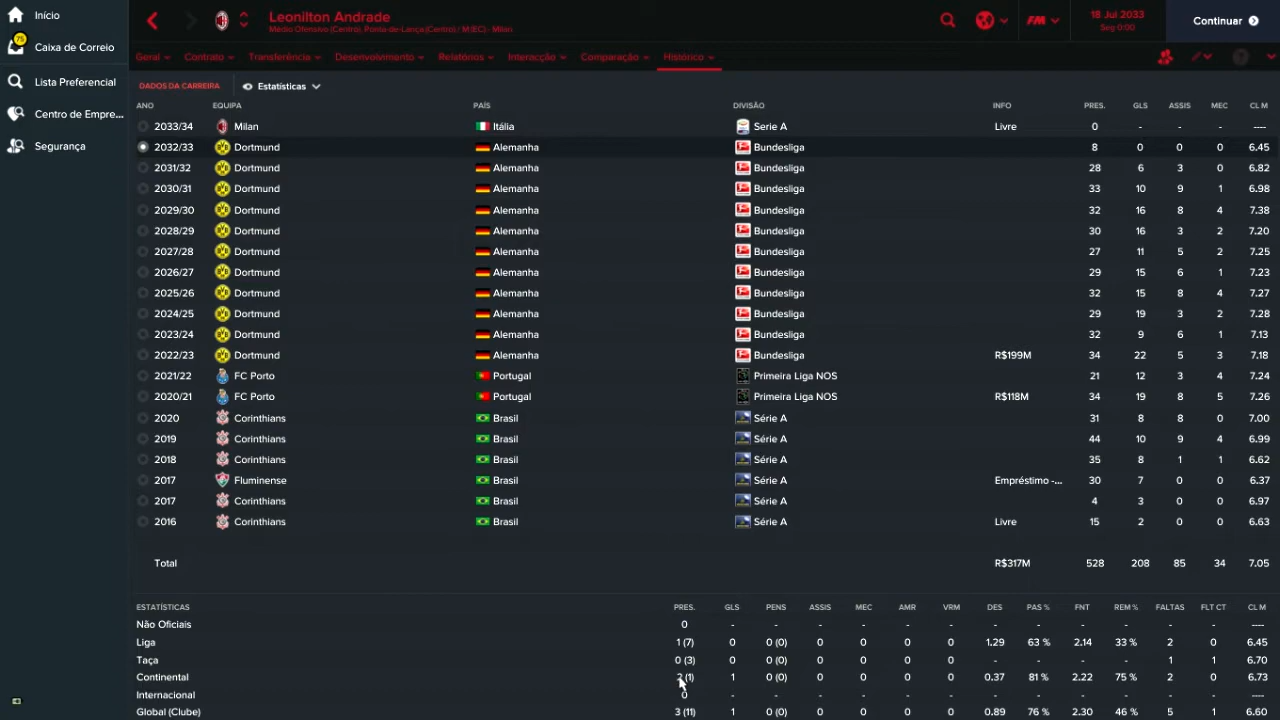 Início
75
Caixa de Correio
Lista Preferencial
Centro de Empre...
Segurança
Leonilton Andrade
Médio Ofensivo (Centro), Ponta-de-Lança (Centro) / M (EC) - Milan
FM
18 Jul 2033
Seg 0:00
Continuar
Geral Contrato Transferência Desenvolvimento Relatórios Interacção Comparação Histórico
DADOS DA CARREIRA Estatísticas
ANO EQUIPA PAÍS DIVISÃO INFO PRES. GLS ASSIS MEC CL M
2033/34 Milan Itália Serie A Livre 0 - - - ----
2032/33 Dortmund Alemanha Bundesliga 8 0 0 0 6.45
2031/32 Dortmund Alemanha Bundesliga 28 6 3 0 6.82
2030/31 Dortmund Alemanha Bundesliga 33 10 9 1 6.98
2029/30 Dortmund Alemanha Bundesliga 32 16 8 4 7.38
2028/29 Dortmund Alemanha Bundesliga 30 16 3 2 7.20
2027/28 Dortmund Alemanha Bundesliga 27 11 5 2 7.25
2026/27 Dortmund Alemanha Bundesliga 29 15 6 1 7.23
2025/26 Dortmund Alemanha Bundesliga 32 15 8 4 7.27
2024/25 Dortmund Alemanha Bundesliga 29 19 3 2 7.28
2023/24 Dortmund Alemanha Bundesliga 32 9 6 1 7.13
2022/23 Dortmund Alemanha Bundesliga R$199M 34 22 5 3 7.18
2021/22 FC Porto Portugal Primeira Liga NOS 21 12 3 4 7.24
2020/21 FC Porto Portugal Primeira Liga NOS R$118M 34 19 8 5 7.26
2020 Corinthians Brasil Série A 31 8 8 0 7.00
2019 Corinthians Brasil Série A 44 10 9 4 6.99
2018 Corinthians Brasil Série A 35 8 1 1 6.62
2017 Fluminense Brasil Série A Empréstimo -... 30 7 0 0 6.37
2017 Corinthians Brasil Série A 4 3 0 0 6.97
2016 Corinthians Brasil Série A Livre 15 2 0 0 6.63
Total R$317M 528 208 85 34 7.05
ESTATÍSTICAS PRES. GLS PENS ASSIS MEC AMR VRM DES PAS % FNT REM % FALTAS FLT CT CL M
Não Oficiais 0 - - - - - - - - - - - - ----
Liga 1 (7) 0 0 (0) 0 0 0 0 1.29 63 % 2.14 33 % 2 0 6.45
Taça 0 (3) 0 0 (0) 0 0 0 0 - - - - 1 1 6.70
Continental 2 (1) 1 0 (0) 0 0 0 0 0.37 81 % 2.22 75 % 2 0 6.73
Internacional 0 - - - - - - - - - - - - ----
Global (Clube) 3 (11) 1 0 (0) 0 0 0 0 0.89 76 % 2.30 46 % 5 1 6.60